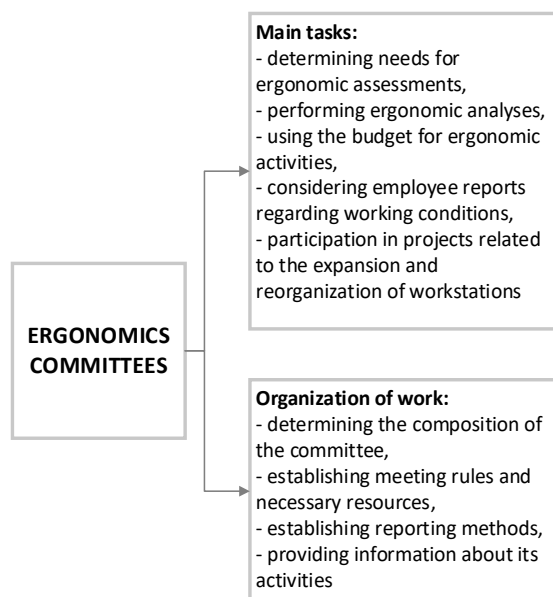 Main tasks:
- determining needs for
ergonomic assessments,
- performing ergonomic analyses,
- using the budget for ergonomic
activities,
- considering employee reports
regarding working conditions,
- participation in projects related
to the expansion and
reorganization of workstations
ERGONOMICS
COMMITTEES
Organization of work:
- determining the composition of
the committee,
- establishing meeting rules and
necessary resources,
- establishing reporting methods,
- providing information about its
activities